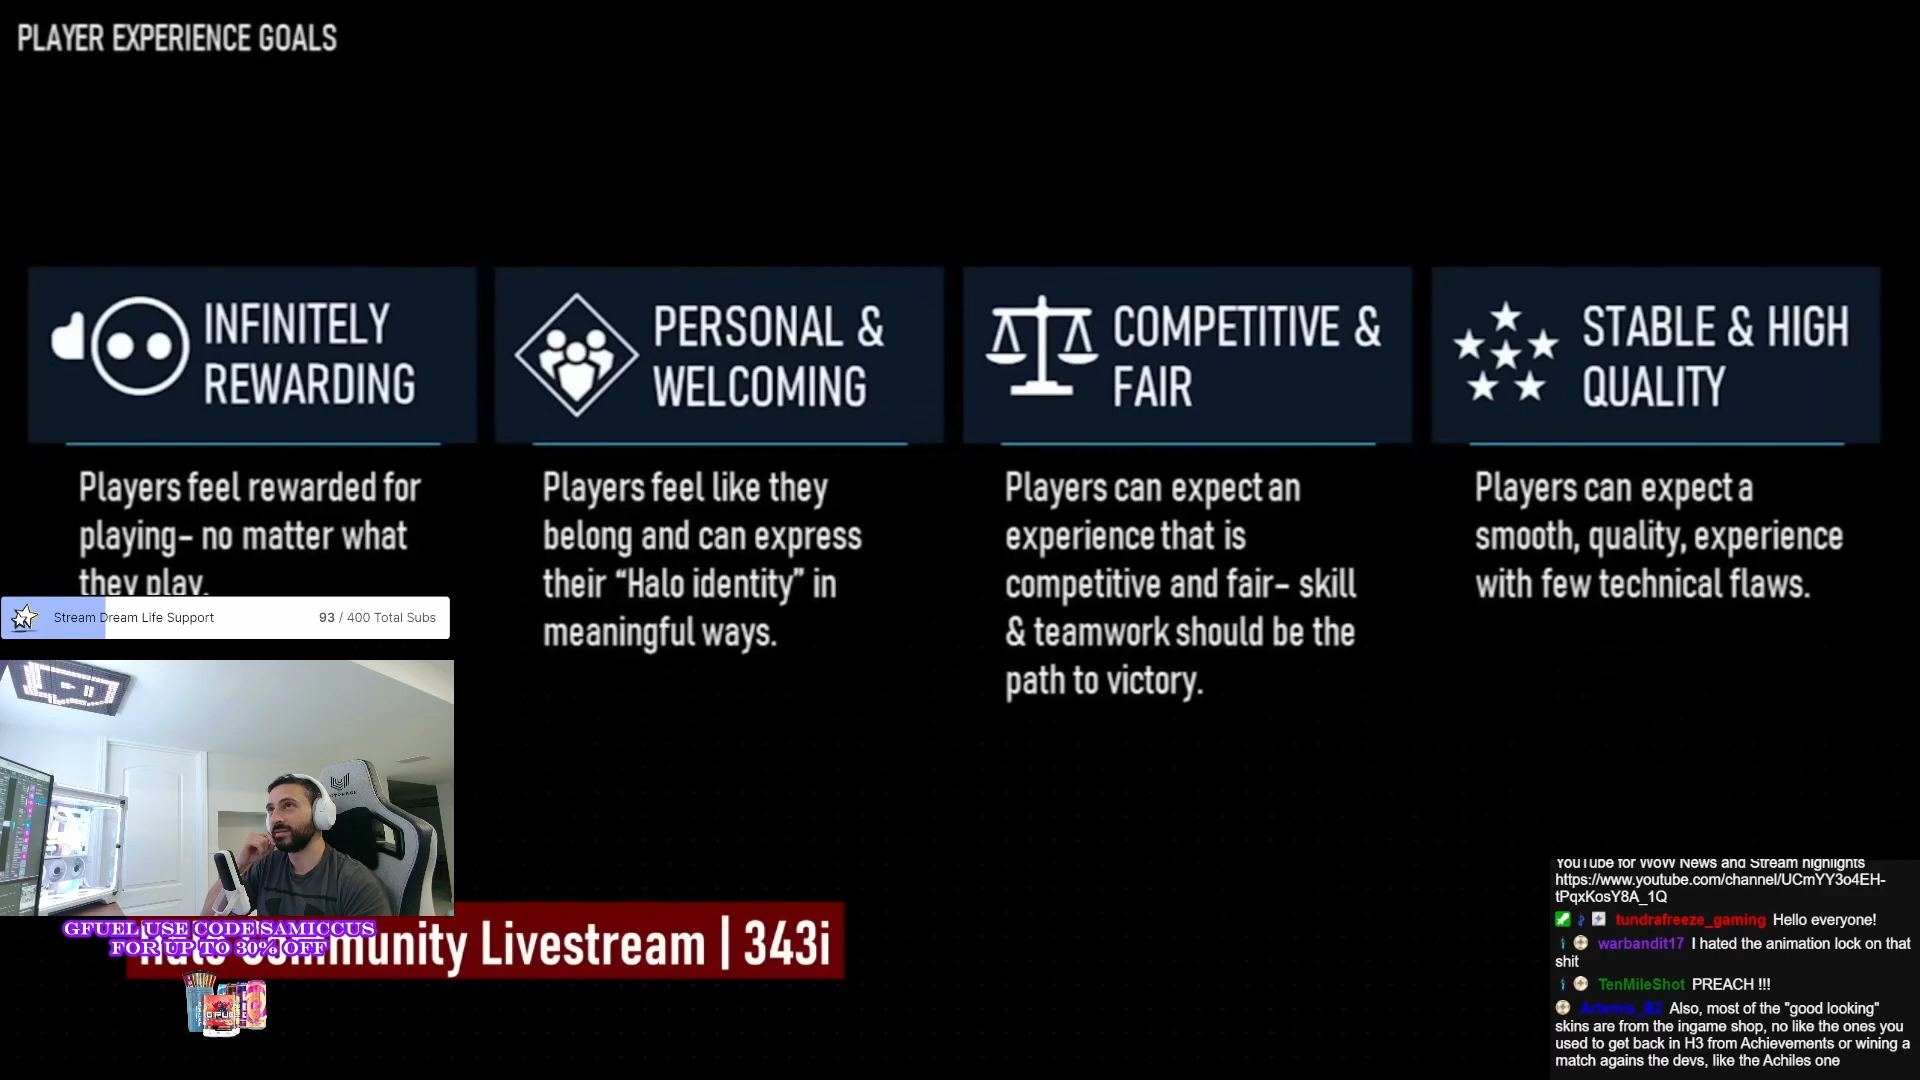 PLAYER EXPERIENCE GOALS
INFINITELY
REWARDING
Players feel rewarded for
playing– no matter what
they play.
PERSONAL &
WELCOMING
Players feel like they
belong and can express
their “Halo identity” in
meaningful ways.
COMPETITIVE &
FAIR
Players can expect an
experience that is
competitive and fair– skill
& teamwork should be the
path to victory.
STABLE & HIGH
QUALITY
Players can expect a
smooth, quality, experience
with few technical flaws.
Stream Dream Life Support 93 / 400 Total Subs
GFUEL USE CODE SAMICCUS
FOR UP TO 30% OFF
Livestream | 343i
GFUEL
YouTube for WoW News and Stream highlights
https://www.youtube.com/channel/UCmYY3o4EH-
tPqxKosY8A_1Q
tundrafreeze_gaming Hello everyone!
warbandit17 I hated the animation lock on that
shit
TenMileShot PREACH !!!
Artemis_B2 Also, most of the "good looking"
skins are from the ingame shop, no like the ones you
used to get back in H3 from Achievements or wining a
match agains the devs, like the Achiles one